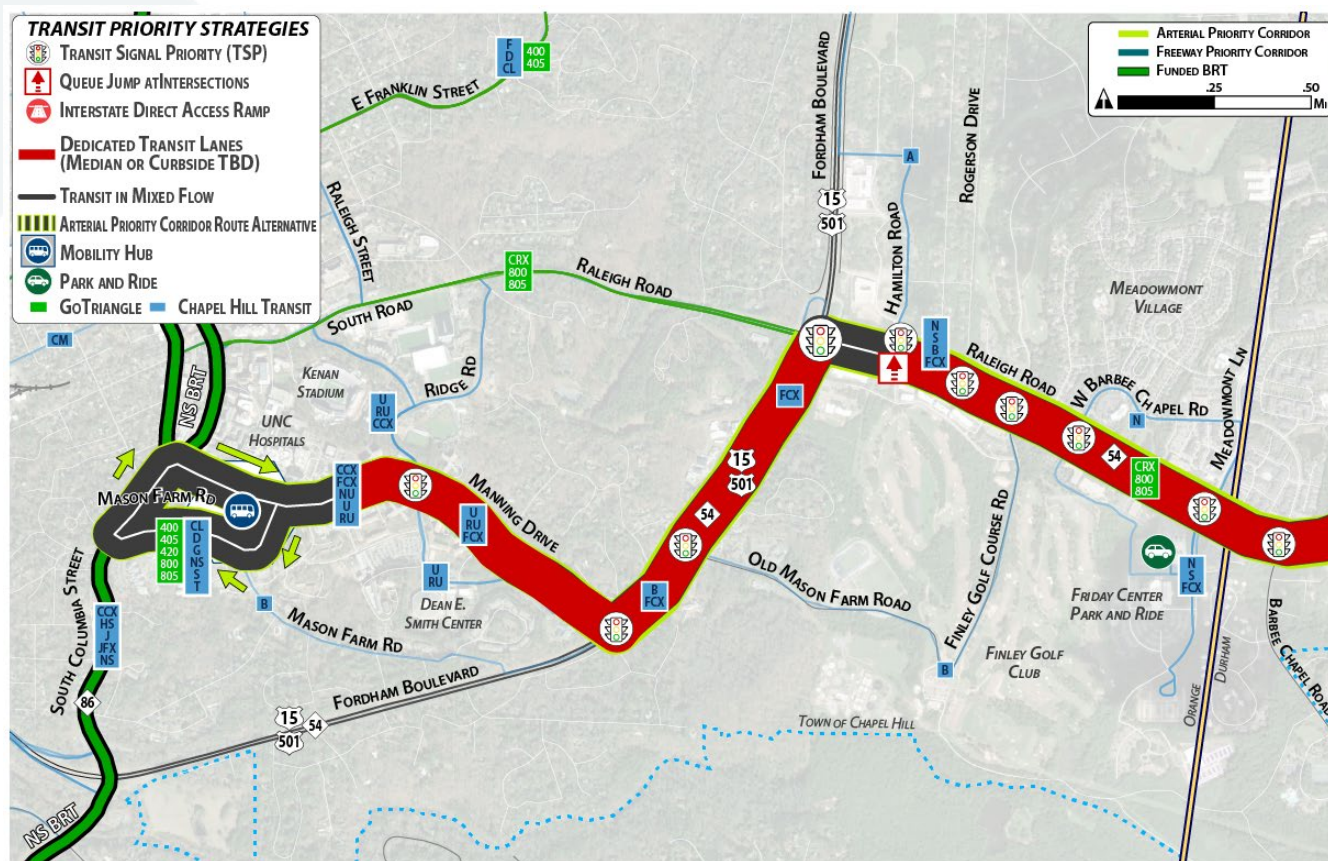 TRANSIT PRIORITY STRATEGIES
TRANSIT SIGNAL PRIORITY (TSP)
QUEUE JUMP ATINTERSECTIONS
INTERSTATE DIRECT ACCESS RAMP
DEDICATED TRANSIT LANES
(MEDIAN OR CURBSIDE TBD)
TRANSIT IN MIXED FLOW
ARTERIAL PRIORITY CORRIDOR ROUTE ALTERNATIVE
MOBILITY HUB
PARK AND RIDE
GOTRIANGLE
CHAPEL HILL TRANSIT
ARTERIAL PRIORITY CORRIDOR
FREEWAY PRIORITY CORRIDOR
FUNDED BRT
.25
.50
MI
F
D
CL
400
405
E FRANKLIN STREET
FORDHAM BOULEVARD
15
501
A
HAMILTON ROAD
ROGERSON DRIVE
RALEIGH STREET
CRX
800
805
RALEIGH ROAD
SOUTH ROAD
MEADOWMONT
VILLAGE
CM
NS BRT
KENAN
STADIUM
RIDGE RD
UNC
HOSPITALS
U
RU
CCX
N
S
B
FCX
RALEIGH ROAD
W BARBEE CHAPEL RD
N
MEADOWMONT LN
FCX
15
501
54
54
CRX
800
805
MASON FARM RD
CCX
FCX
NU
U
RU
MANNING DRIVE
U
RU
FCX
400
405
420
800
805
CL
D
G
NS
S
T
U
RU
DEAN E.
SMITH CENTER
B
FCX
OLD MASON FARM ROAD
FINLEY GOLF COURSE RD
B
FINLEY GOLF
CLUB
FRIDAY CENTER
PARK AND RIDE
N
S
FCX
BARBEE CHAPEL ROAD
ORANGE
DURHAM
B
MASON FARM RD
FORDHAM BOULEVARD
15
501
54
SOUTH COLUMBIA STREET
CCX
HS
J
JFX
NS
86
TOWN OF CHAPEL HILL
NS BRT